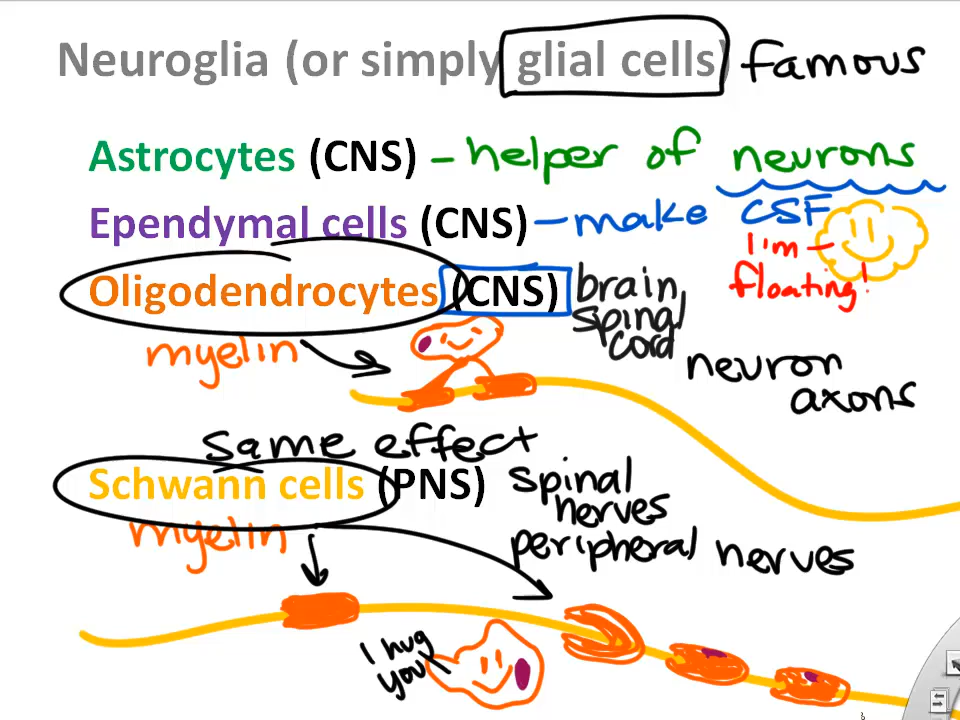 Neuroglia (or simply glial cells) famous
Astrocytes (CNS) – helper of neurons
Ependymal cells (CNS) – make CSF
I'm floating!
Oligodendrocytes (CNS) brain
spinal
cord
myelin
neuron
axons
same effect
Schwann cells (PNS) spinal
nerves
myelin
peripheral nerves
I hug
you